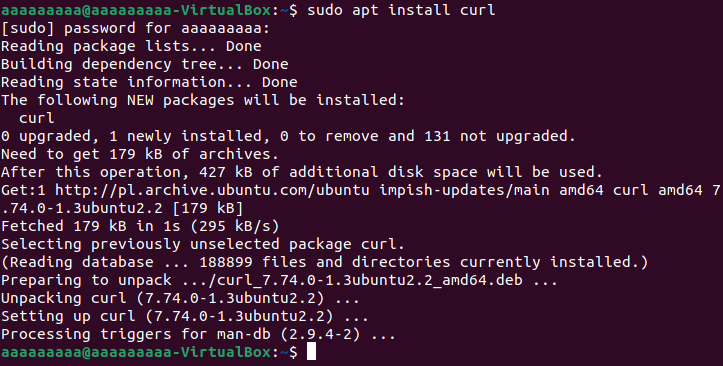 aaaaaaaaa@aaaaaaaaa-VirtualBox:~$ sudo apt install curl
[sudo] password for aaaaaaaaa:
Reading package lists... Done
Building dependency tree... Done
Reading state information... Done
The following NEW packages will be installed:
  curl
0 upgraded, 1 newly installed, 0 to remove and 131 not upgraded.
Need to get 179 kB of archives.
After this operation, 427 kB of additional disk space will be used.
Get:1 http://pl.archive.ubuntu.com/ubuntu impish-updates/main amd64 curl amd64 7
.74.0-1.3ubuntu2.2 [179 kB]
Fetched 179 kB in 1s (295 kB/s)
Selecting previously unselected package curl.
(Reading database ... 188899 files and directories currently installed.)
Preparing to unpack .../curl_7.74.0-1.3ubuntu2.2_amd64.deb ...
Unpacking curl (7.74.0-1.3ubuntu2.2) ...
Setting up curl (7.74.0-1.3ubuntu2.2) ...
Processing triggers for man-db (2.9.4-2) ...
aaaaaaaaa@aaaaaaaaa-VirtualBox:~$